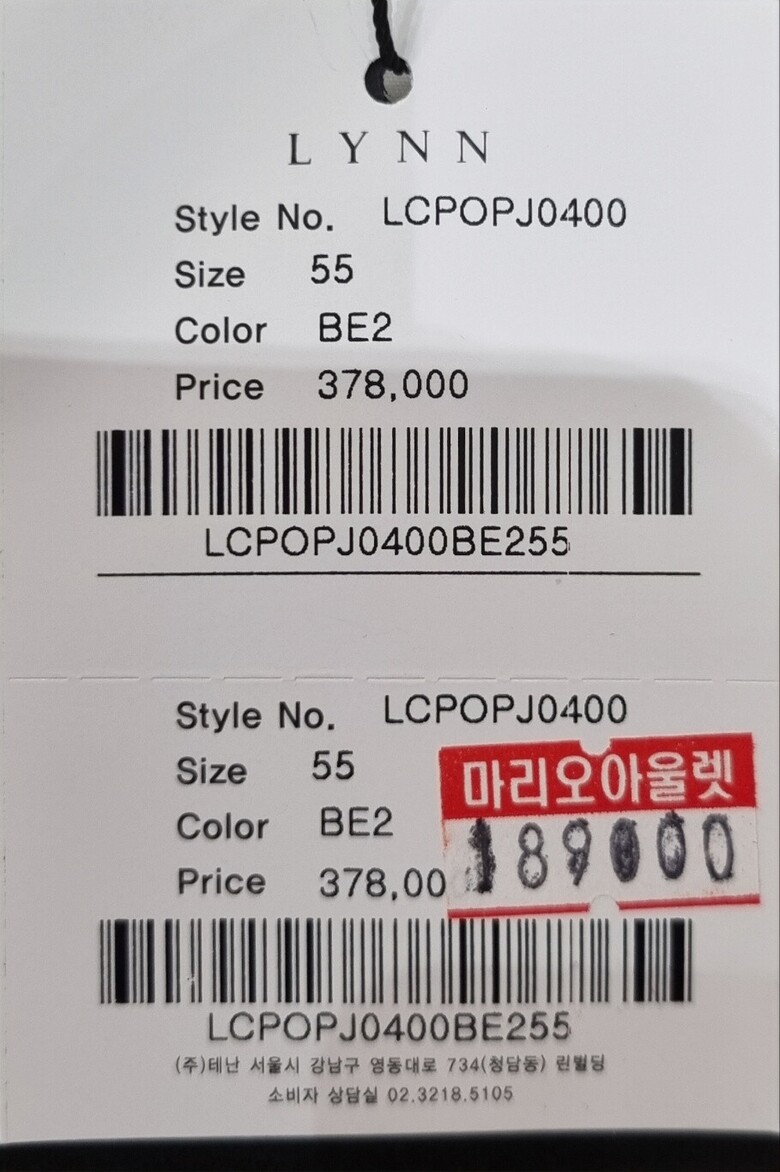 LYNN
Style No. LCPOPJ0400
Size 55
Color BE2
Price 378,000
LCPOPJ0400BE255
Style No. LCPOPJ0400
Size 55
Color BE2
Price 378,00
마리오아울렛
189000
LCPOPJ0400BE255
(주)테난 서울시 강남구 영동대로 734(청담동) 린빌딩
소비자 상담실 02.3218.5105